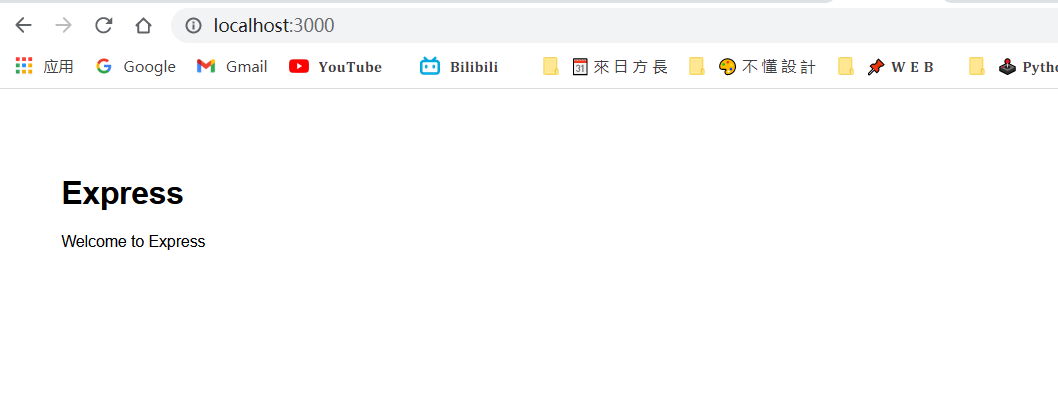 localhost:3000
应用 Google Gmail YouTube Bilibili 31 來日方長 不懂設計 WEB
Express
Welcome to Express